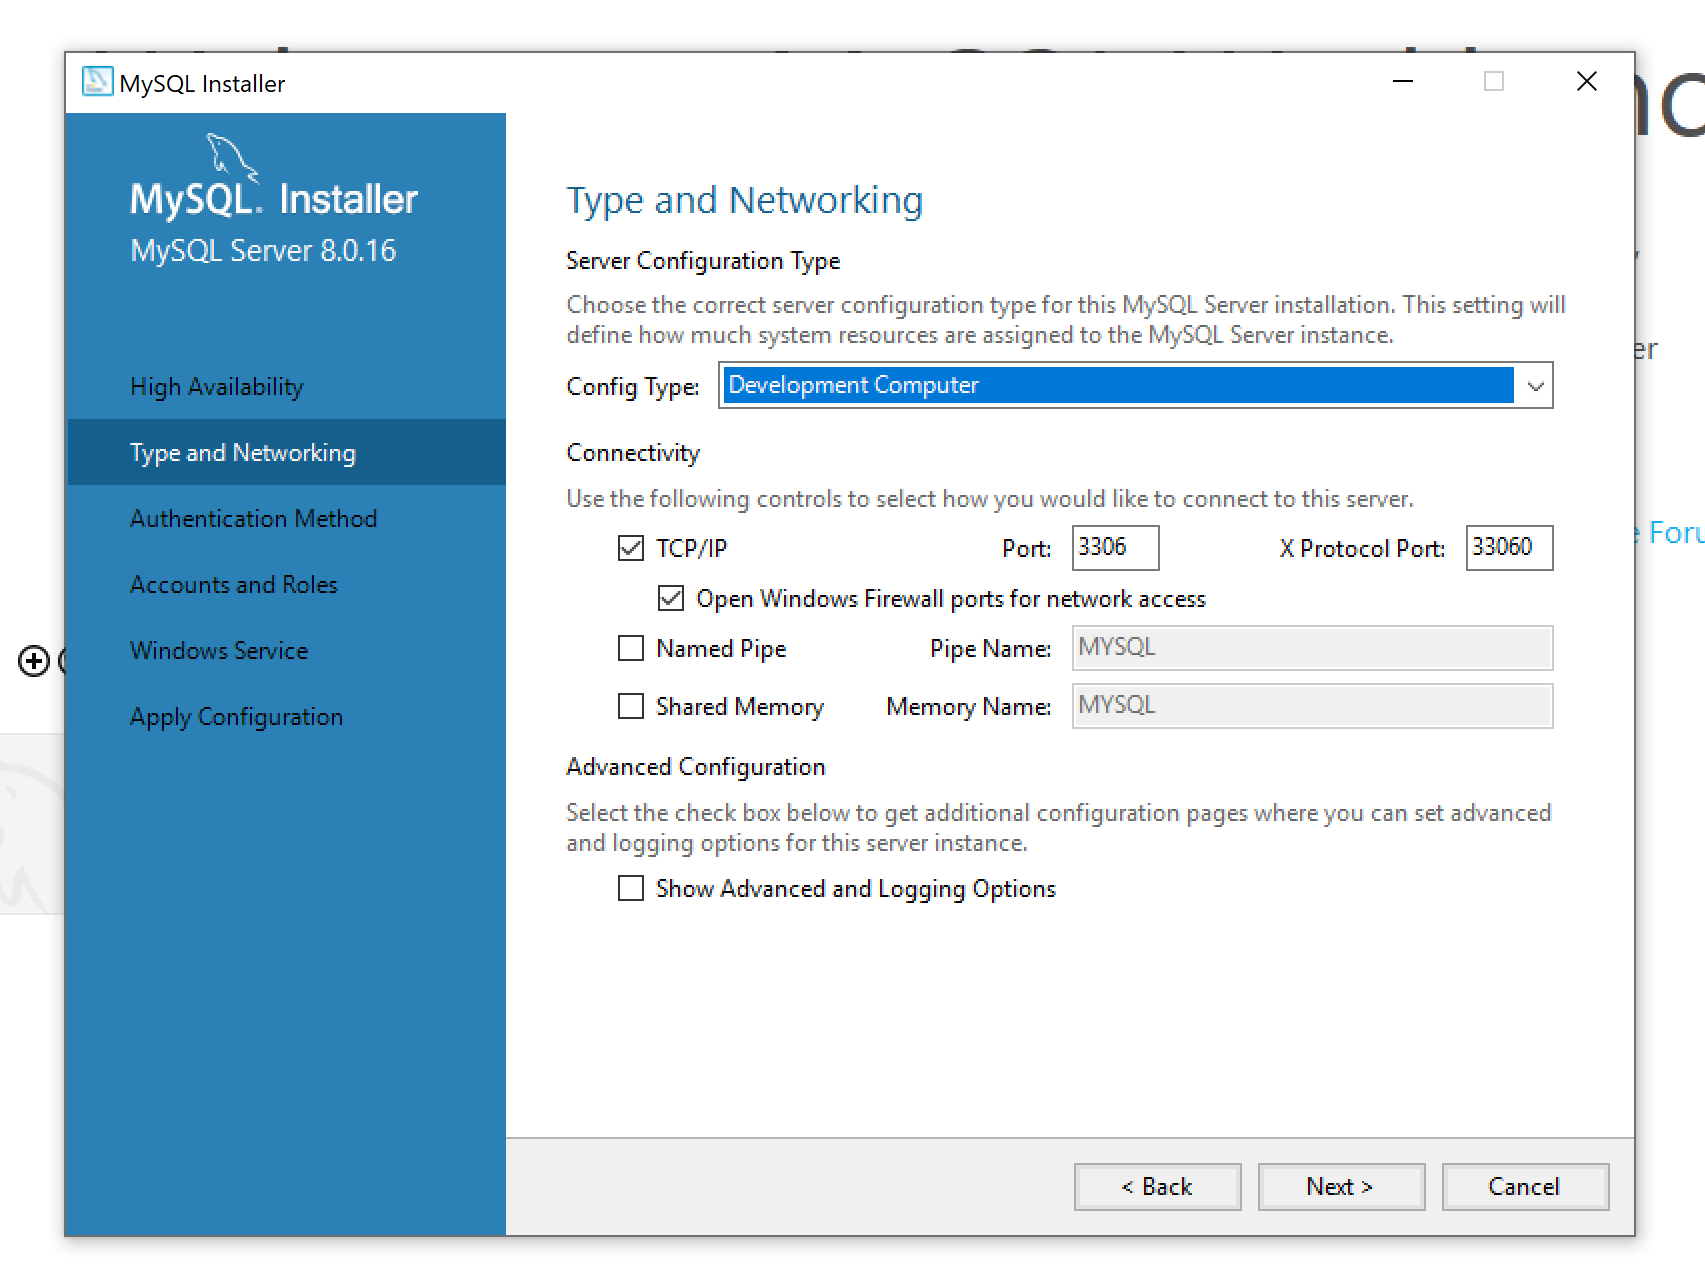 MySQL Installer
MySQL® Installer
MySQL Server 8.0.16
High Availability
Type and Networking
Authentication Method
Accounts and Roles
Windows Service
Apply Configuration
Type and Networking
Server Configuration Type
Choose the correct server configuration type for this MySQL Server installation. This setting will
define how much system resources are assigned to the MySQL Server instance.
Config Type: Development Computer
Connectivity
Use the following controls to select how you would like to connect to this server.
TCP/IP Port: 3306 X Protocol Port: 33060
Open Windows Firewall ports for network access
Named Pipe Pipe Name: MYSQL
Shared Memory Memory Name: MYSQL
Advanced Configuration
Select the check box below to get additional configuration pages where you can set advanced
and logging options for this server instance.
Show Advanced and Logging Options
< Back Next > Cancel